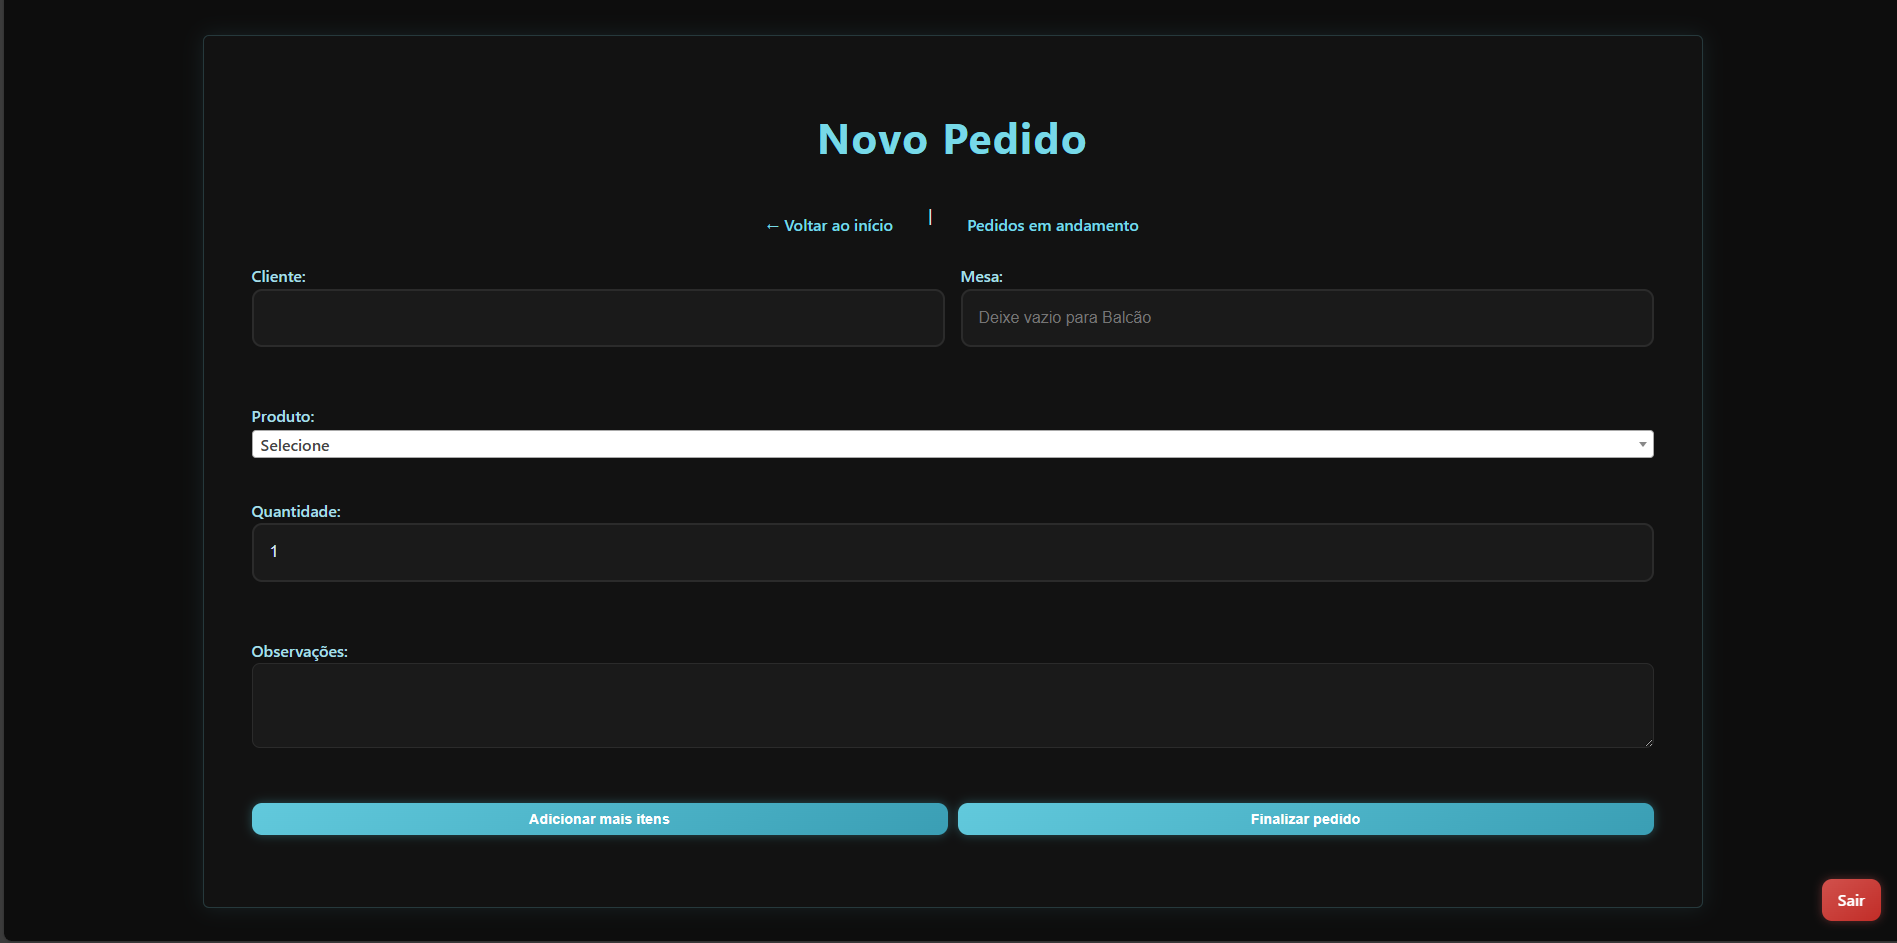 Novo Pedido
← Voltar ao início | Pedidos em andamento
Cliente: Mesa:
Deixe vazio para Balcão
Produto:
Selecione
Quantidade:
1
Observações:
Adicionar mais itens Finalizar pedido
Sair